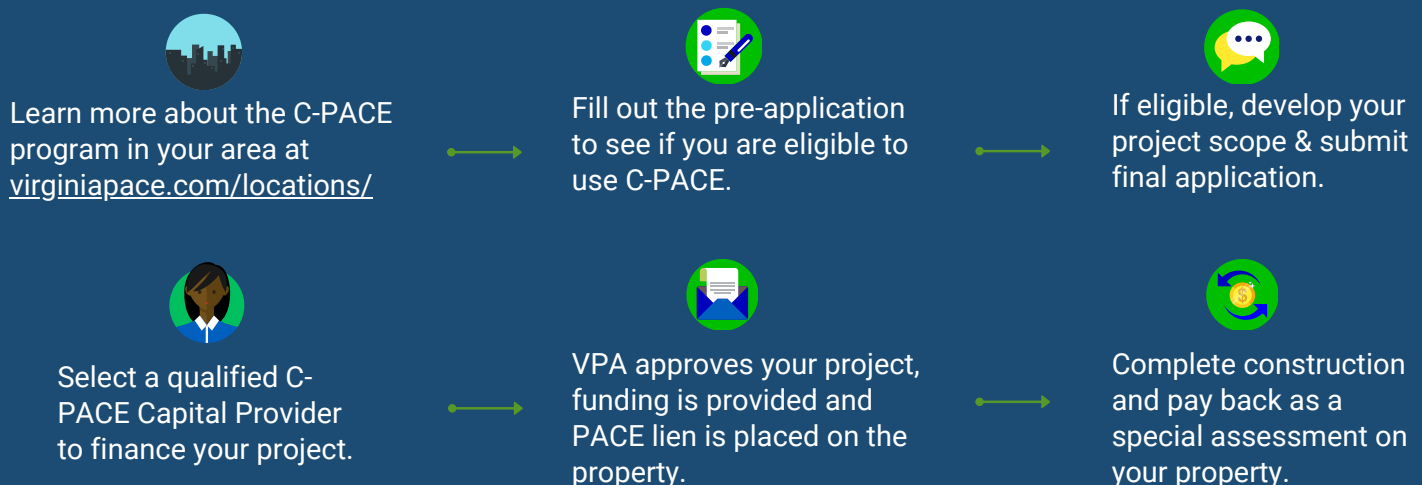 Learn more about the C-PACE
program in your area at
virginiapace.com/locations/
Fill out the pre-application
to see if you are eligible to
use C-PACE.
If eligible, develop your
project scope & submit
final application.
Select a qualified C-
PACE Capital Provider
to finance your project.
VPA approves your project,
funding is provided and
PACE lien is placed on the
property.
Complete construction
and pay back as a
special assessment on
your property.